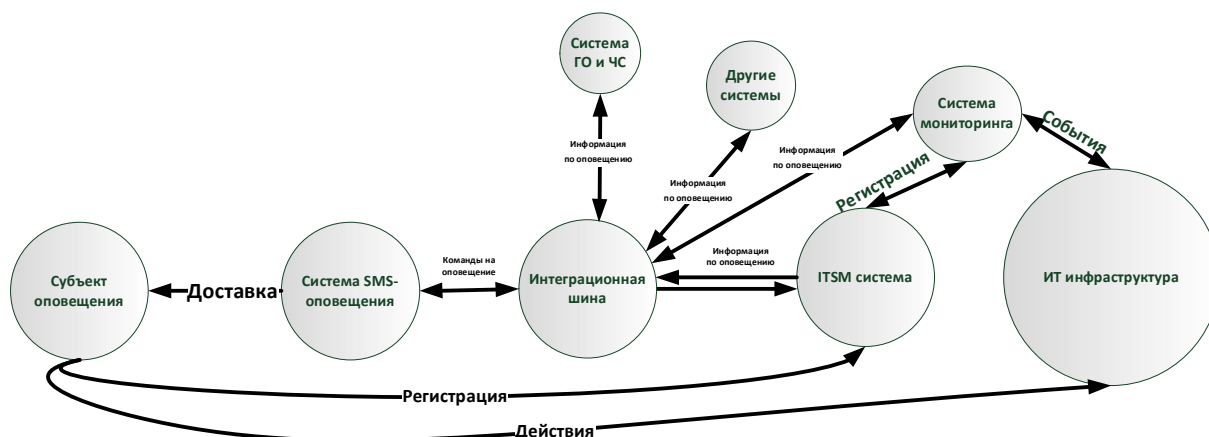 Система
ГО и ЧС
Другие
системы
Система
мониторинга
События
Информация
по оповещению
Информация
по оповещению
Информация
по оповещению
Регистрация
Субъект
оповещения
Доставка
Система SMS-
оповещения
Команды на
оповещение
Интеграционная
шина
Информация
по оповещению
ITSM система
ИТ инфраструктура
Регистрация
Действия